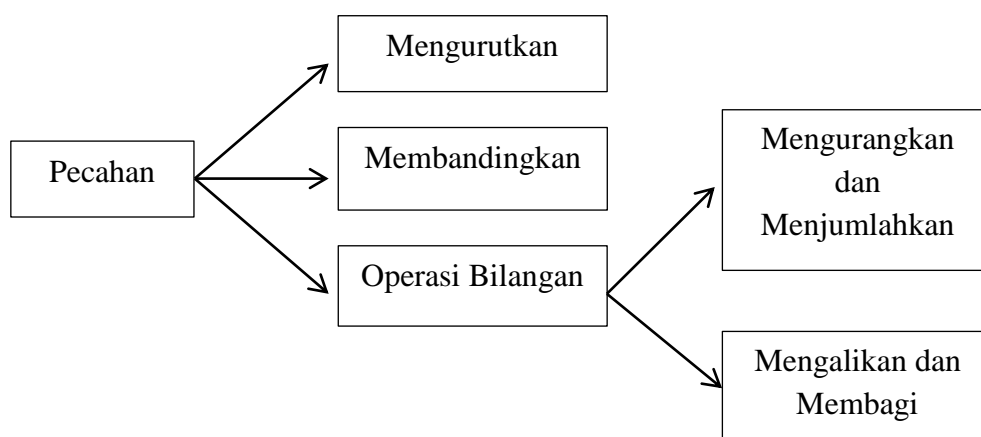 Pecahan
Mengurutkan
Membandingkan
Operasi Bilangan
Mengurangkan
dan
Menjumlahkan
Mengalikan dan
Membagi